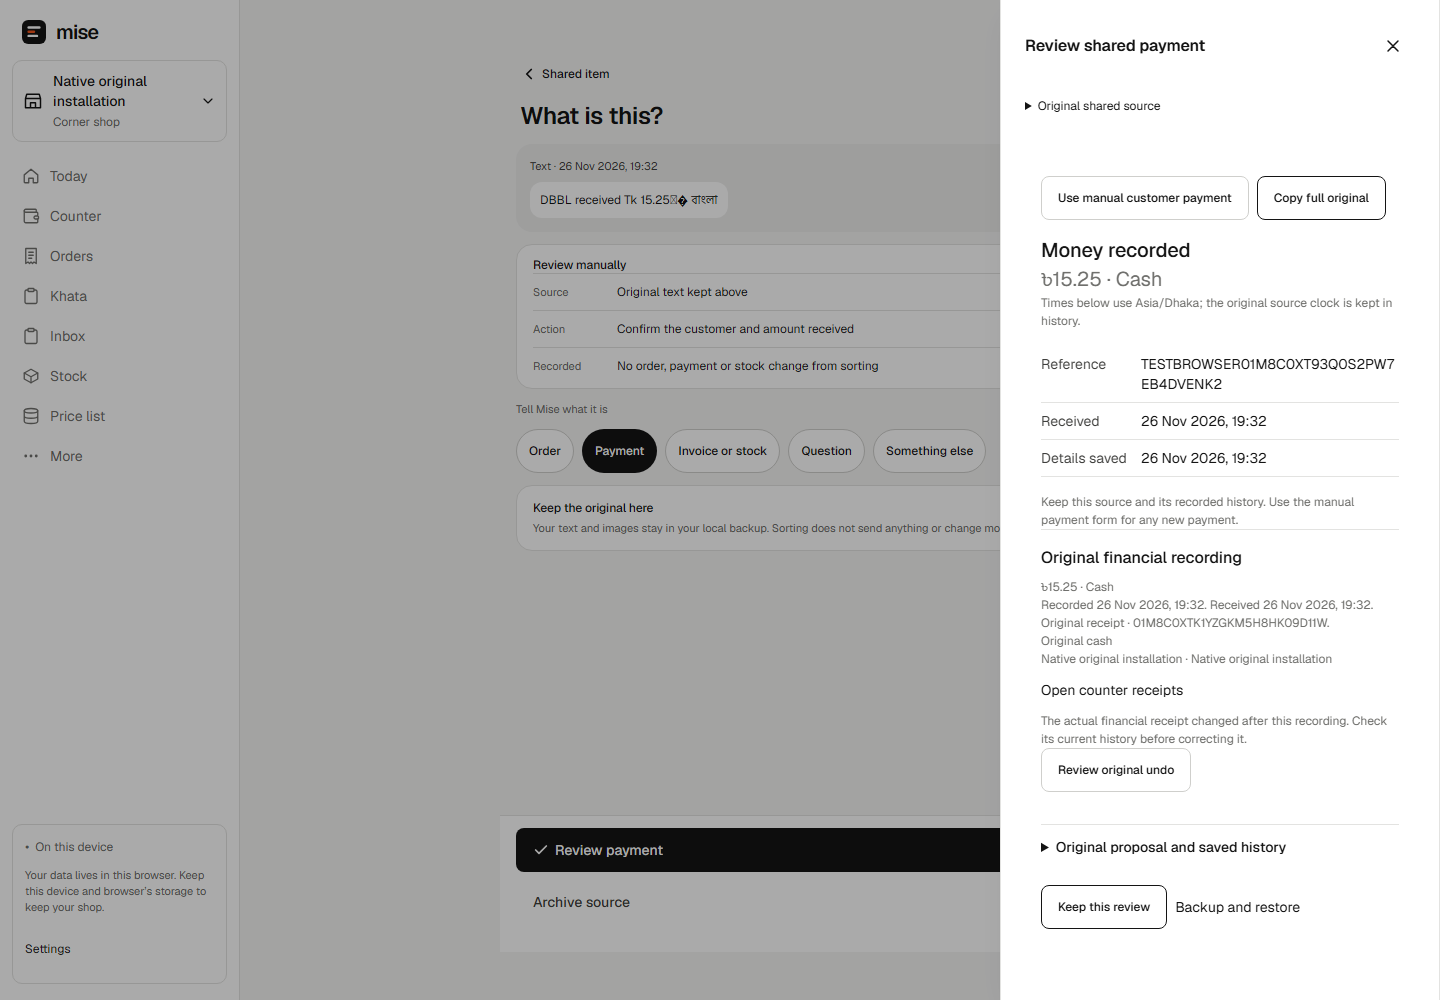 mise
Native original
installation
Corner shop
Today
Counter
Orders
Khata
Inbox
Stock
Price list
More
• On this device
Your data lives in this browser. Keep
this device and browser's storage to
keep your shop.
Settings
Shared item
What is this?
Text · 26 Nov 2026, 19:32
DBBL received Tk 15.25 বাংলা
Review manually
Source Original text kept above
Action Confirm the customer and amount received
Recorded No order, payment or stock change from sorting
Tell Mise what it is
Order Payment Invoice or stock Question Something else
Keep the original here
Your text and images stay in your local backup. Sorting does not send anything or change mo
Review payment
Archive source
Review shared payment
Original shared source
Use manual customer payment Copy full original
Money recorded
৳15.25 · Cash
Times below use Asia/Dhaka; the original source clock is kept in
history.
Reference TESTBROWSER01M8C0XT93Q0S2PW7
EB4DVENK2
Received 26 Nov 2026, 19:32
Details saved 26 Nov 2026, 19:32
Keep this source and its recorded history. Use the manual
payment form for any new payment.
Original financial recording
৳15.25 · Cash
Recorded 26 Nov 2026, 19:32. Received 26 Nov 2026, 19:32.
Original receipt · 01M8C0XTK1YZGKM5H8HK09D11W.
Original cash
Native original installation · Native original installation
Open counter receipts
The actual financial receipt changed after this recording. Check
its current history before correcting it.
Review original undo
Original proposal and saved history
Keep this review Backup and restore